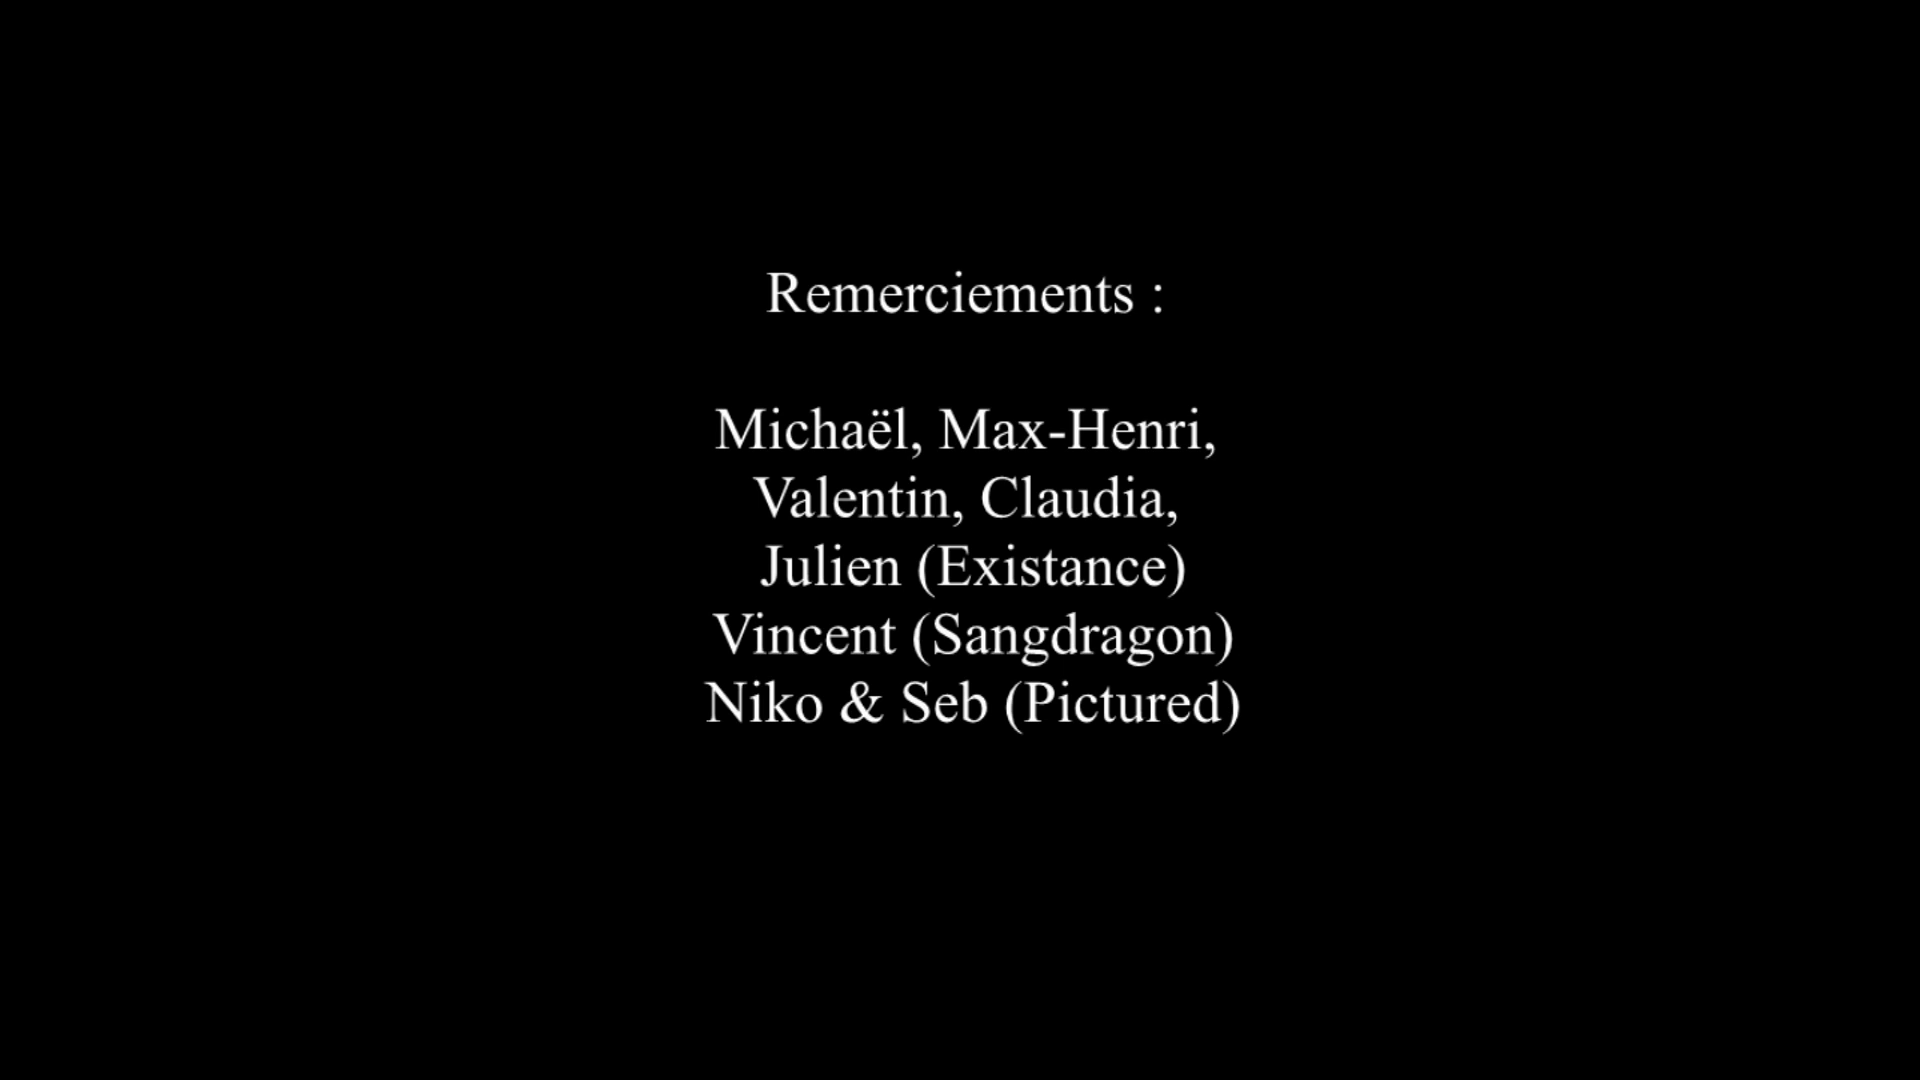 Remerciements :
Michaël, Max-Henri,
Valentin, Claudia,
Julien (Existance)
Vincent (Sangdragon)
Niko & Seb (Pictured)